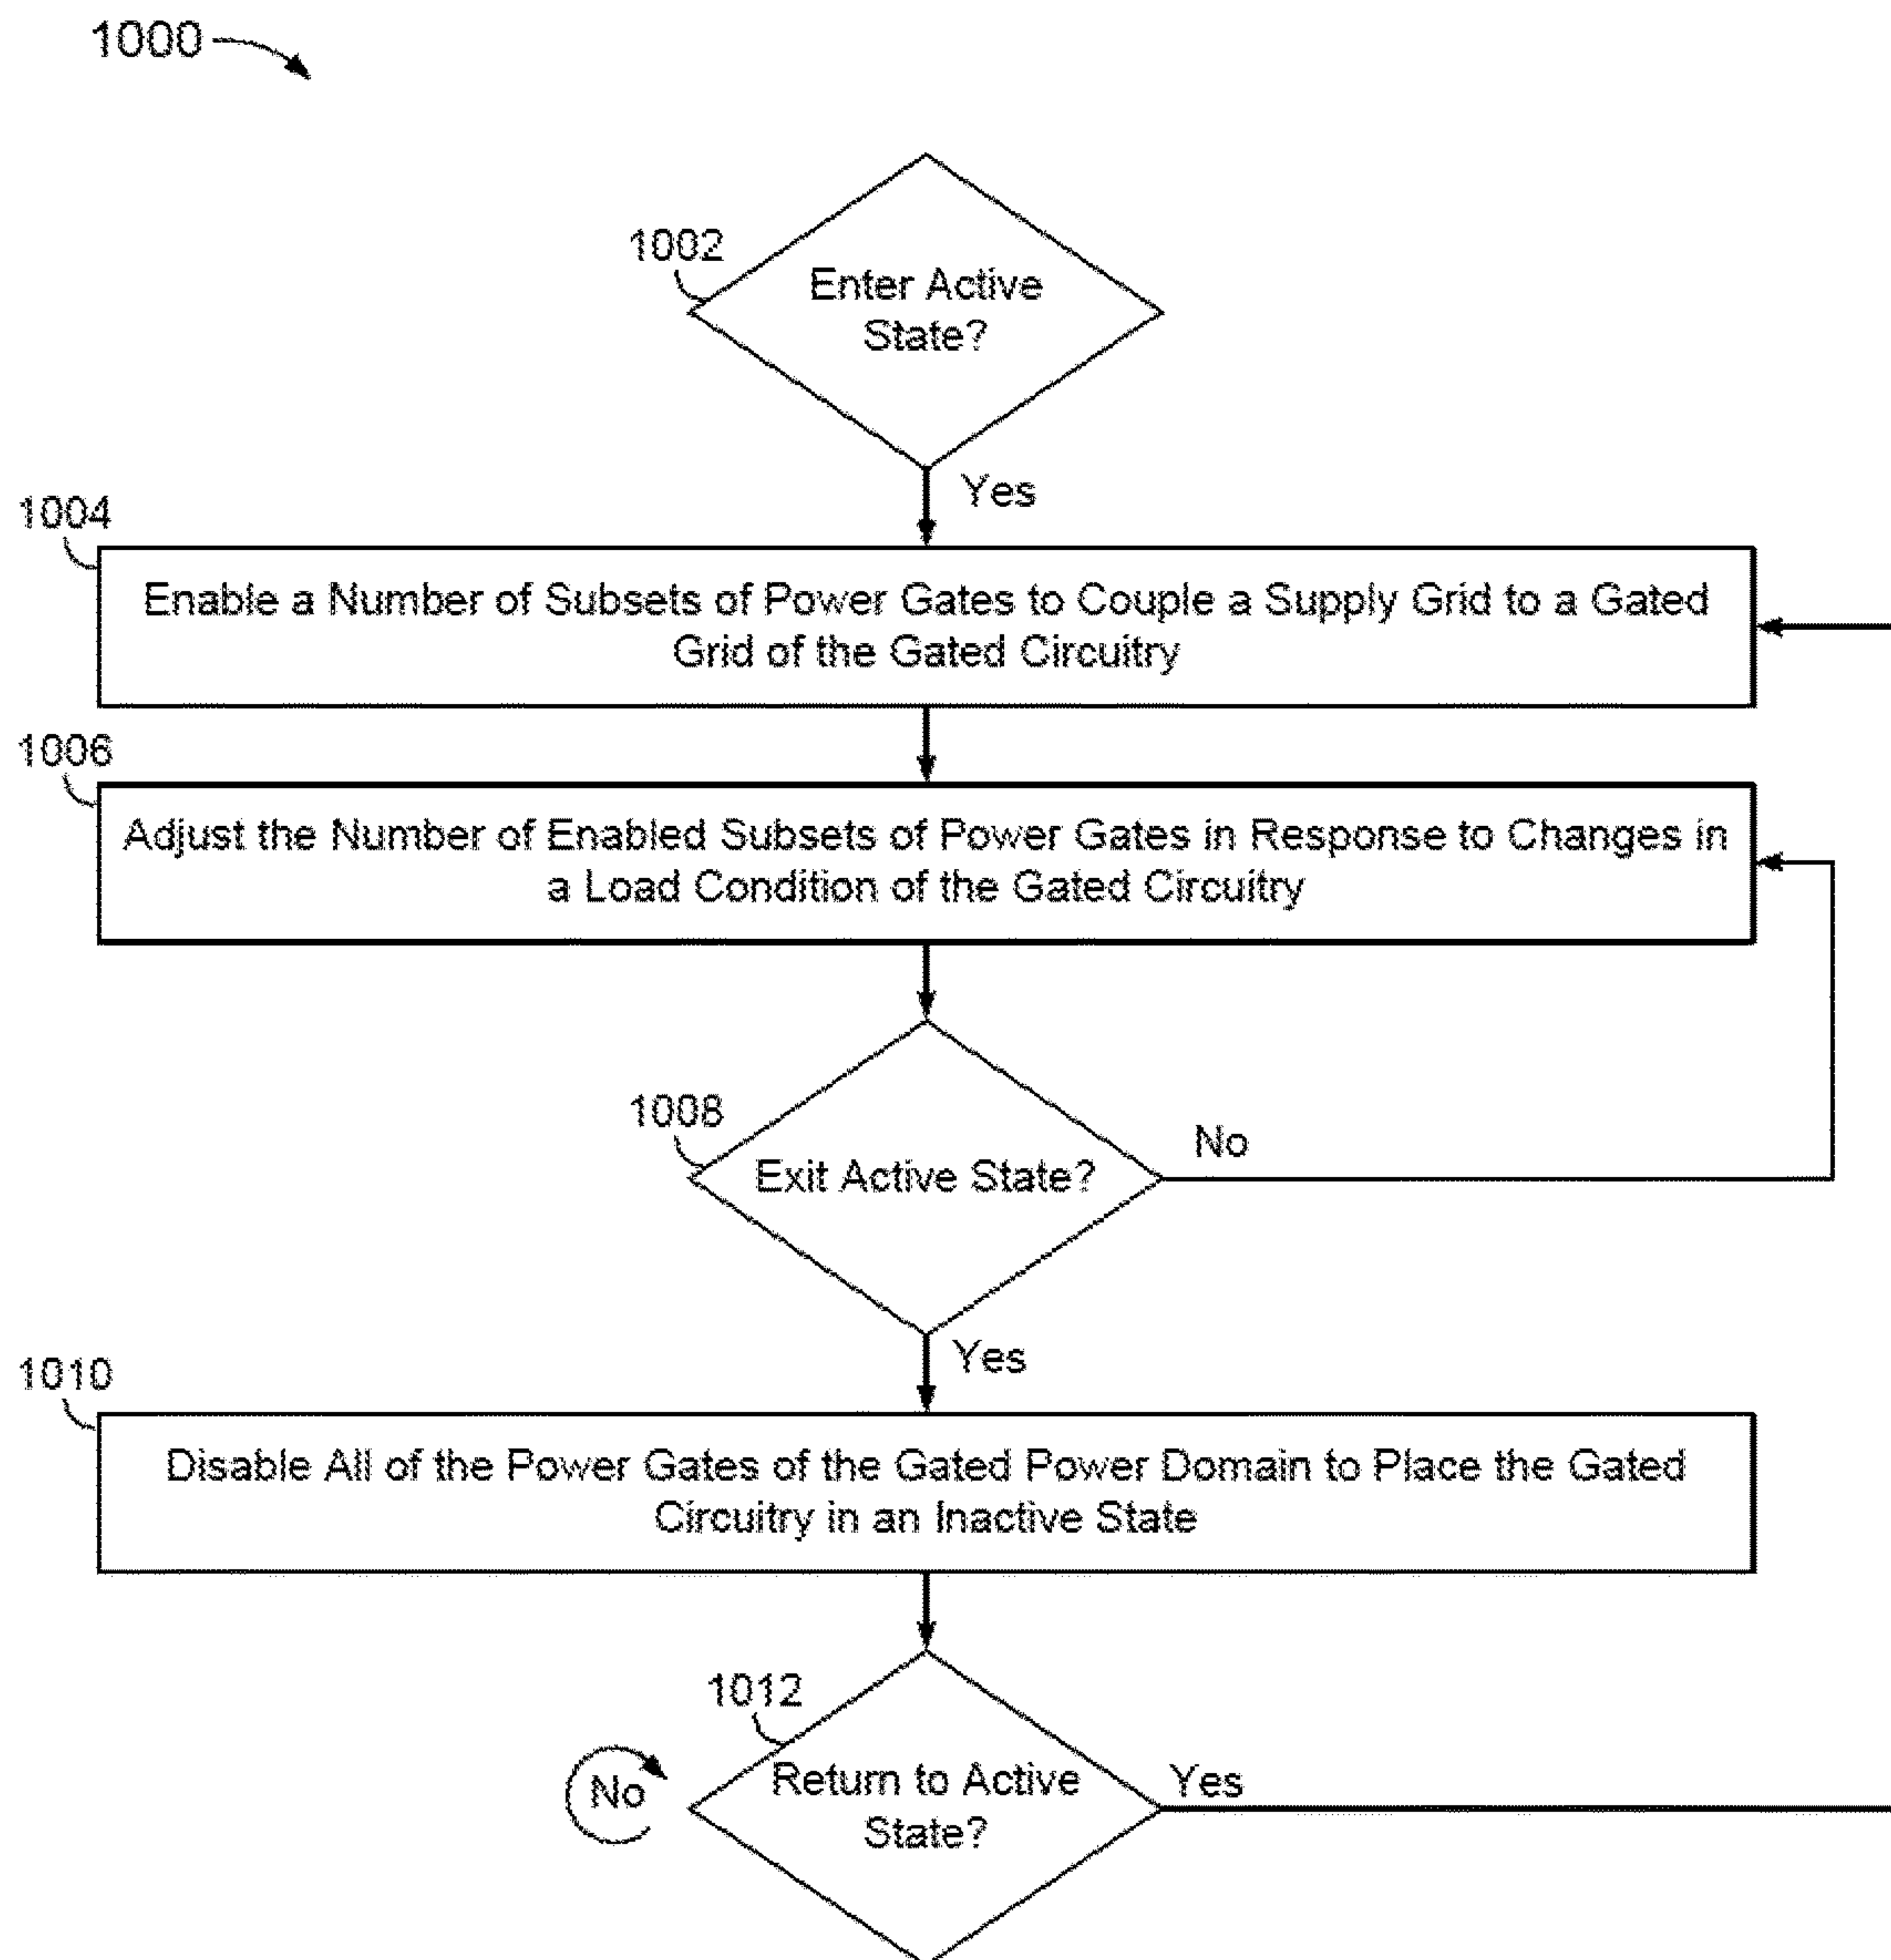 1000
1002
Enter Active
State?
Yes
1004
Enable a Number of Subsets of Power Gates to Couple a Supply Grid to a Gated
Grid of the Gated Circuitry
1006
Adjust the Number of Enabled Subsets of Power Gates in Response to Changes in
a Load Condition of the Gated Circuitry
1008
Exit Active State?
No
Yes
1010
Disable All of the Power Gates of the Gated Power Domain to Place the Gated
Circuitry in an Inactive State
1012
No
Return to Active
State?
Yes